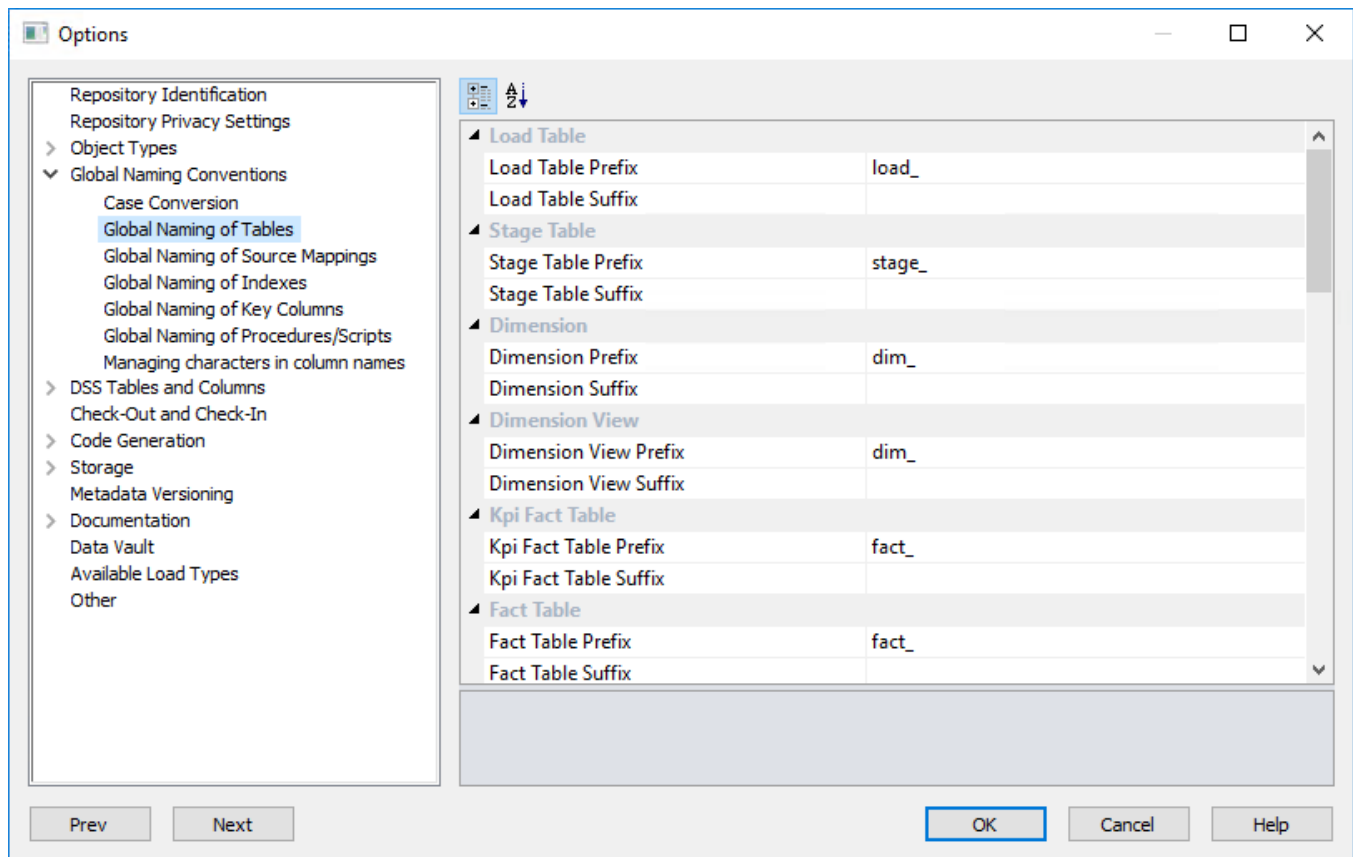 Options
Repository Identification
Repository Privacy Settings
Object Types
Global Naming Conventions
Case Conversion
Global Naming of Tables
Global Naming of Source Mappings
Global Naming of Indexes
Global Naming of Key Columns
Global Naming of Procedures/Scripts
Managing characters in column names
DSS Tables and Columns
Check-Out and Check-In
Code Generation
Storage
Metadata Versioning
Documentation
Data Vault
Available Load Types
Other
AZ
Load Table
Load Table Prefix load_
Load Table Suffix
Stage Table
Stage Table Prefix stage_
Stage Table Suffix
Dimension
Dimension Prefix dim_
Dimension Suffix
Dimension View
Dimension View Prefix dim_
Dimension View Suffix
Kpi Fact Table
Kpi Fact Table Prefix fact_
Kpi Fact Table Suffix
Fact Table
Fact Table Prefix fact_
Fact Table Suffix
Prev Next OK Cancel Help